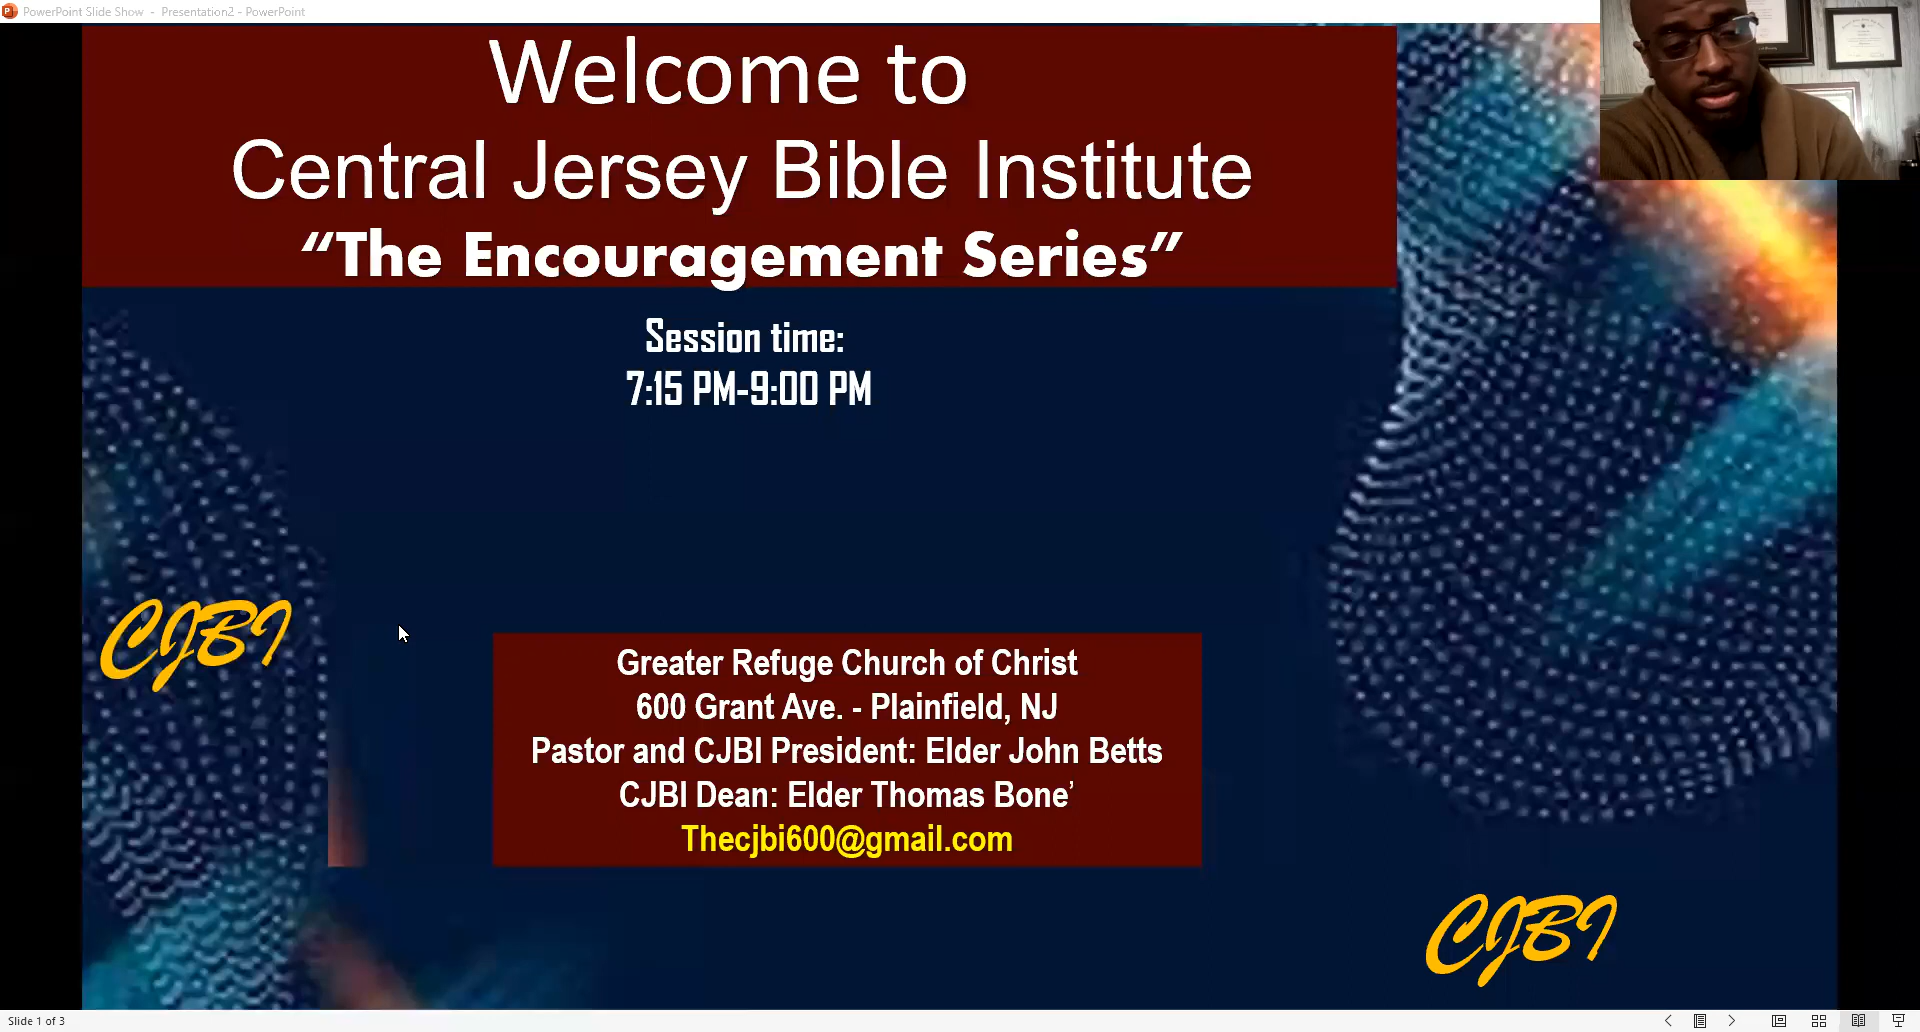 PowerPoint Slide Show - Presentation2 - PowerPoint
Welcome to
Central Jersey Bible Institute
“The Encouragement Series”
Session time:
7:15 PM-9:00 PM
CJBI
Greater Refuge Church of Christ
600 Grant Ave. - Plainfield, NJ
Pastor and CJBI President: Elder John Betts
CJBI Dean: Elder Thomas Bone’
Thecjbi600@gmail.com
CJBI
Slide 1 of 3